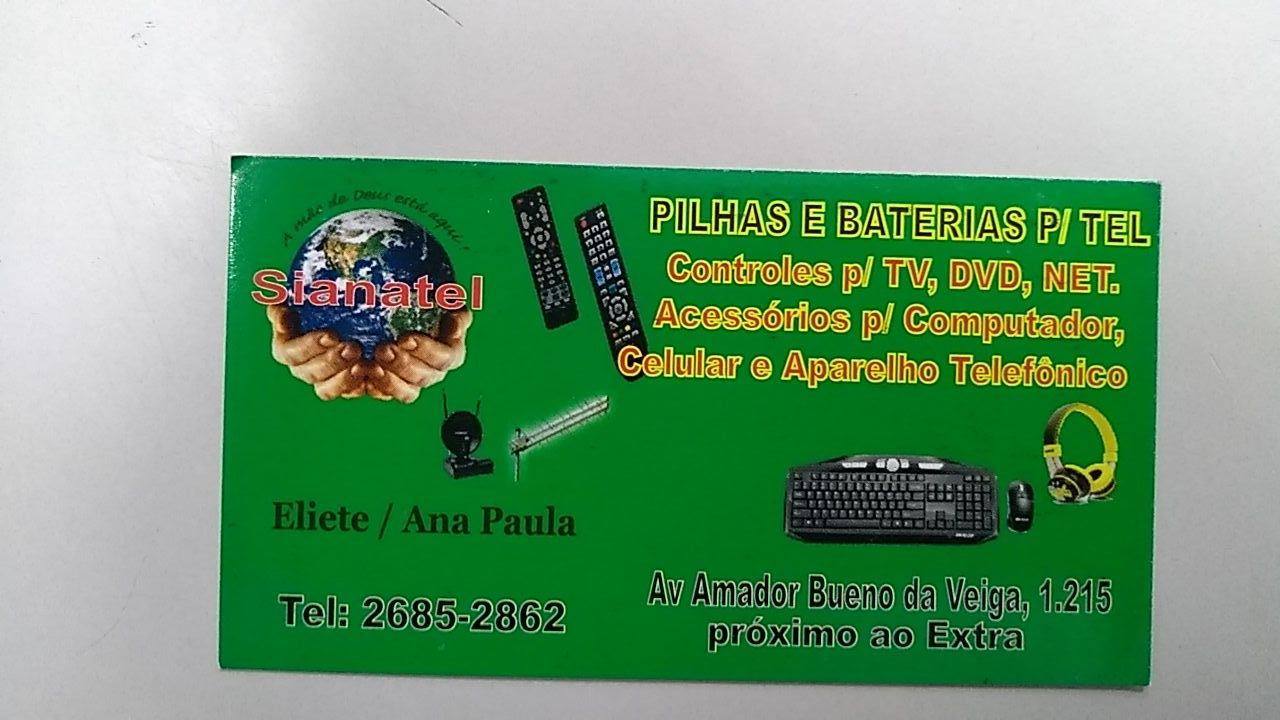 A mãe de Deus está aqui!
Sianatel
PILHAS E BATERIAS P/ TEL
Controles p/ TV, DVD, NET.
Acessórios p/ Computador,
Celular e Aparelho Telefônico
Eliete / Ana Paula
Tel: 2685-2862
Av Amador Bueno da Veiga, 1.215
próximo ao Extra